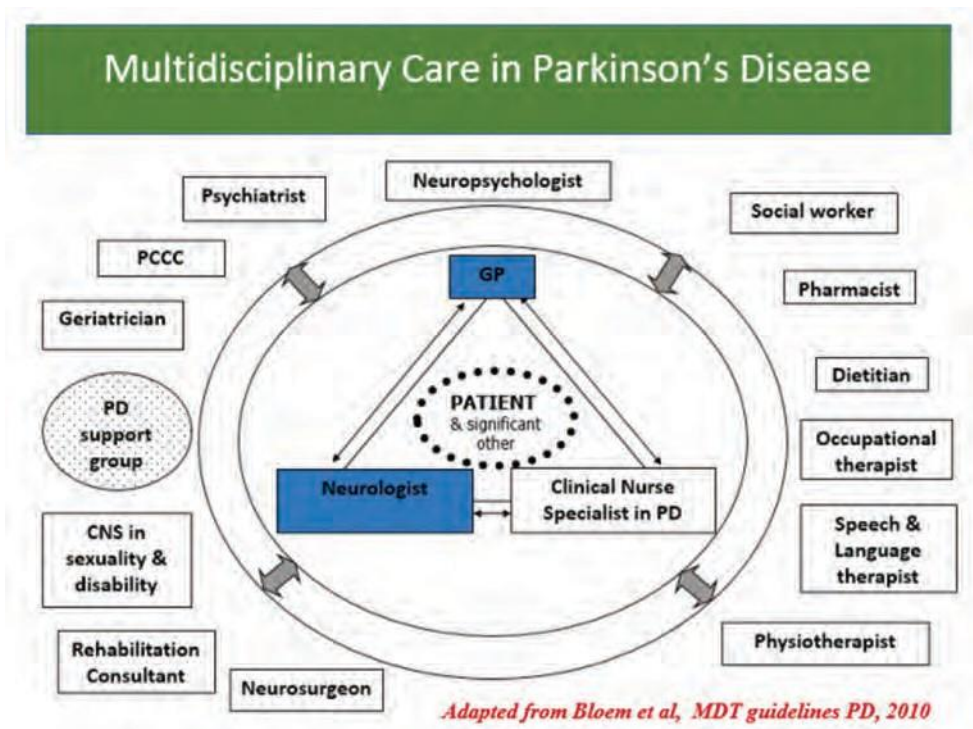 Multidisciplinary Care in Parkinson's Disease
Neuropsychologist
Psychiatrist
Social worker
PCCC
GP
Pharmacist
Geriatrician
Dietitian
PATIENT
& significant
other
PD
support
group
Occupational
therapist
Neurologist
Clinical Nurse
Specialist in PD
CNS in
sexuality &
disability
Speech &
Language
therapist
Rehabilitation
Consultant
Physiotherapist
Neurosurgeon
Adapted from Bloem et al, MDT guidelines PD, 2010